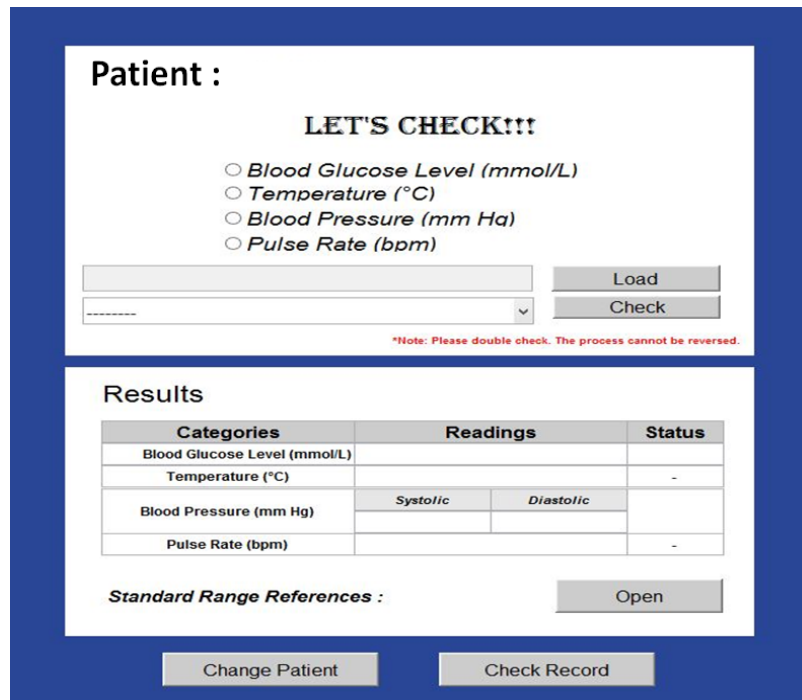 Patient :
LET'S CHECK!!!
Blood Glucose Level (mmol/L)
Temperature (°C)
Blood Pressure (mm Hg)
Pulse Rate (bpm)
Load
--------
Check
*Note: Please double check. The process cannot be reversed.
Results
Categories Readings Status
Blood Glucose Level (mmol/L)
Temperature (°C) -
Systolic Diastolic
Blood Pressure (mm Hg)
Pulse Rate (bpm) -
Standard Range References : Open
Change Patient Check Record